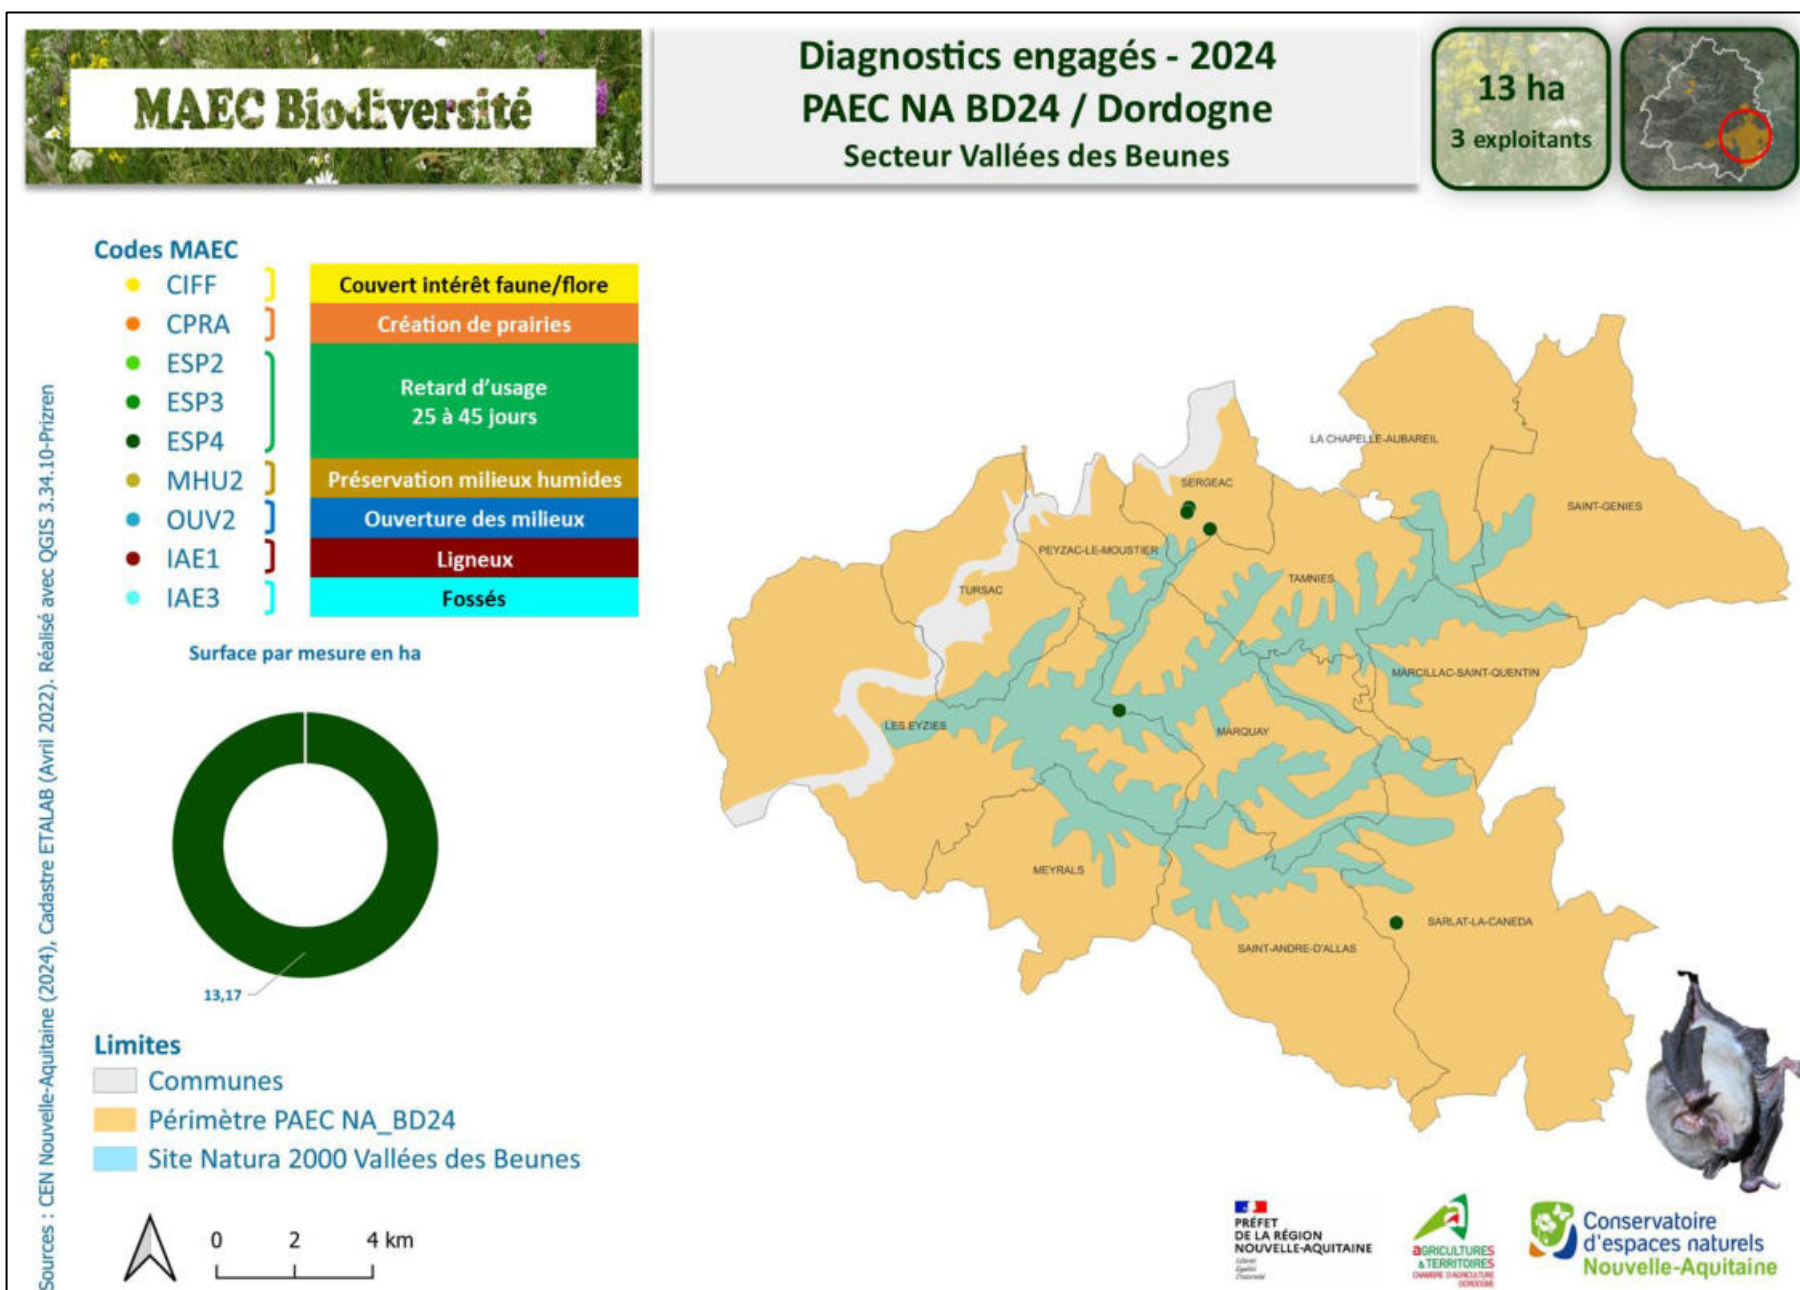 MAEC Biodiversité
Diagnostics engagés - 2024
PAEC NA BD24 / Dordogne
Secteur Vallées des Beunes
13 ha
3 exploitants
Codes MAEC
CIFF
Couvert intérêt faune/flore
CPRA
Création de prairies
ESP2
ESP3
ESP4
Retard d'usage
25 à 45 jours
MHU2
Préservation milieux humides
OUV2
Ouverture des milieux
IAE1
Ligneux
IAE3
Fossés
Surface par mesure en ha
13,17
Limites
Communes
Périmètre PAEC NA_BD24
Site Natura 2000 Vallées des Beunes
0 2 4 km
Sources : CEN Nouvelle-Aquitaine (2024), Cadastre ETALAB (Avril 2022). Réalisé avec QGIS 3.34.10-Prizren
LA CHAPELLE-AUBAREIL
SERGEAC
SAINT-GENIES
PEYZAC-LE-MOUSTIER
TAMNIES
TURSAC
MARCILLAC-SAINT-QUENTIN
LES EYZIES
MARQUAY
MEYRALS
SARLAT-LA-CANEDA
SAINT-ANDRE-D'ALLAS
PRÉFET
DE LA RÉGION
NOUVELLE-AQUITAINE
Liberté
Égalité
Fraternité
AGRICULTURES
& TERRITOIRES
CHAMBRE D'AGRICULTURE
DORDOGNE
Conservatoire
d'espaces naturels
Nouvelle-Aquitaine